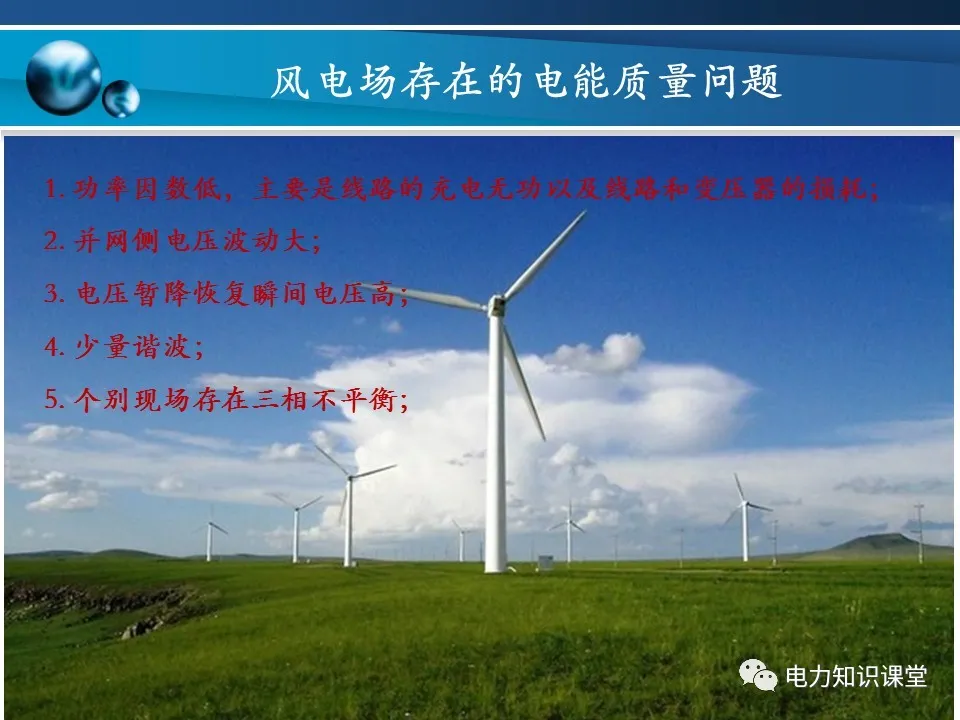 风电场存在的电能质量问题
1. 功率因数低，主要是线路的充电无功以及线路和变压器的损耗；
2. 并网侧电压波动大；
3. 电压暂降恢复瞬间电压高；
4. 少量谐波；
5. 个别现场存在三相不平衡；
电力知识课堂